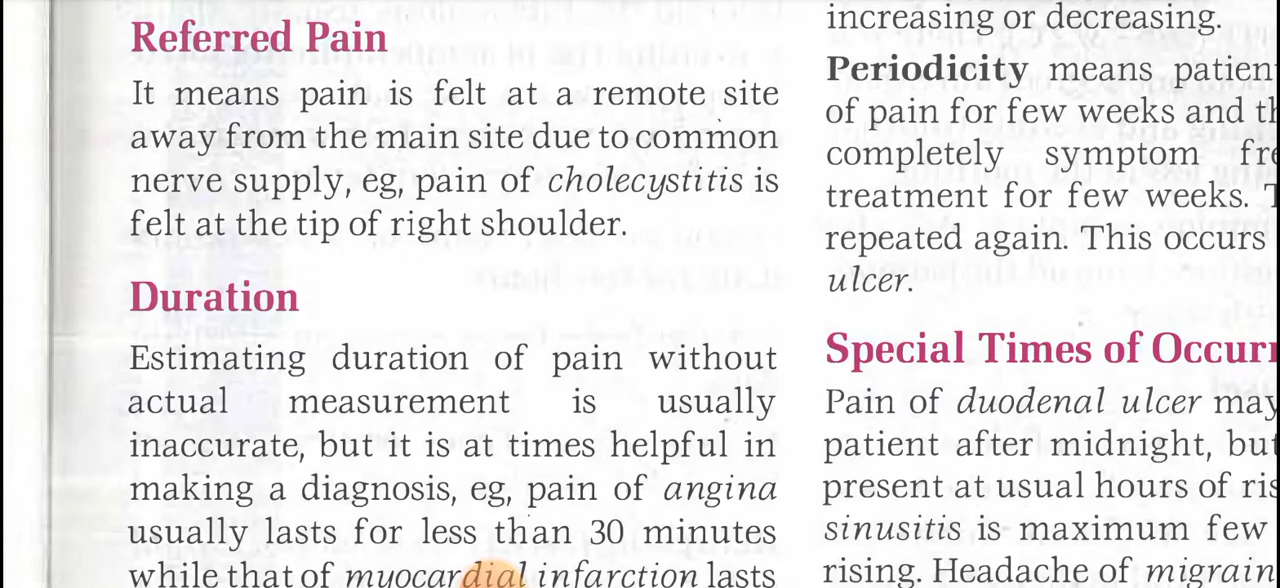 Referred Pain
It means pain is felt at a remote site
away from the main site due to common
nerve supply, eg, pain of cholecystitis is
felt at the tip of right shoulder.
Duration
Estimating duration of pain without
actual measurement is usually
inaccurate, but it is at times helpful in
making a diagnosis, eg, pain of angina
usually lasts for less than 30 minutes
while that of myocardial infarction lasts
increasing or decreasing.
Periodicity means patien
of pain for few weeks and th
completely symptom fre
treatment for few weeks. T
repeated again. This occurs
ulcer.
Special Times of Occurr
Pain of duodenal ulcer may
patient after midnight, but
present at usual hours of ris
sinusitis is maximum few
rising. Headache of migrain